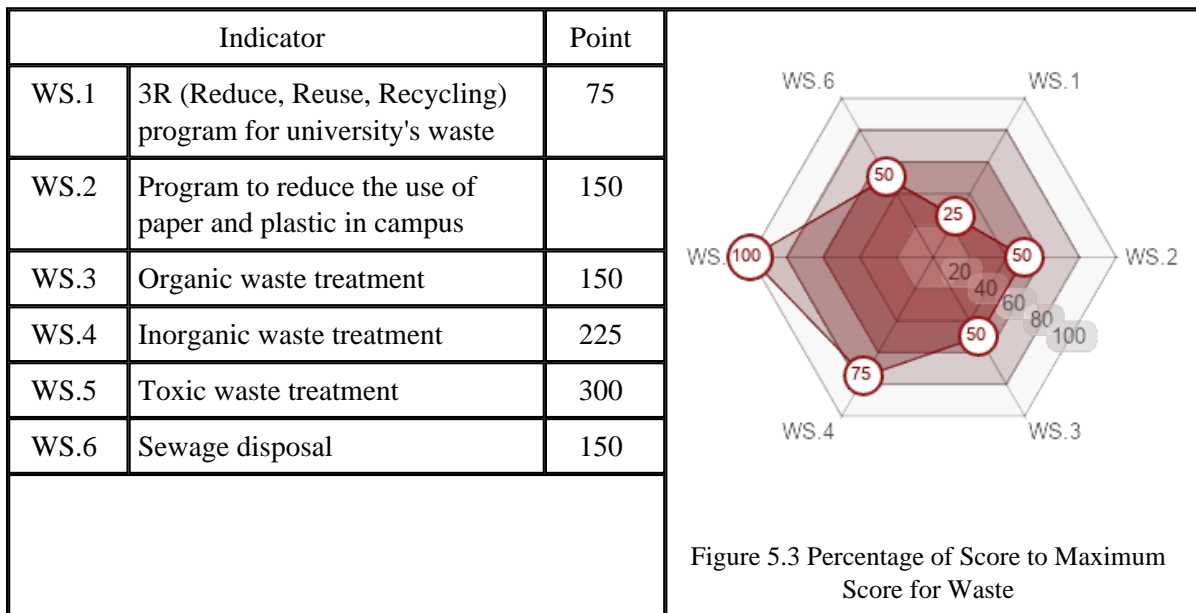 Indicator Point
WS.1 3R (Reduce, Reuse, Recycling) 75
program for university's waste
WS.2 Program to reduce the use of 150
paper and plastic in campus
WS.3 Organic waste treatment 150
WS.4 Inorganic waste treatment 225
WS.5 Toxic waste treatment 300
WS.6 Sewage disposal 150
WS.6 WS.1
50
25
WS. 100 50 WS.2
20
40
60
80
100
50
75
WS.4 WS.3
Figure 5.3 Percentage of Score to Maximum
Score for Waste